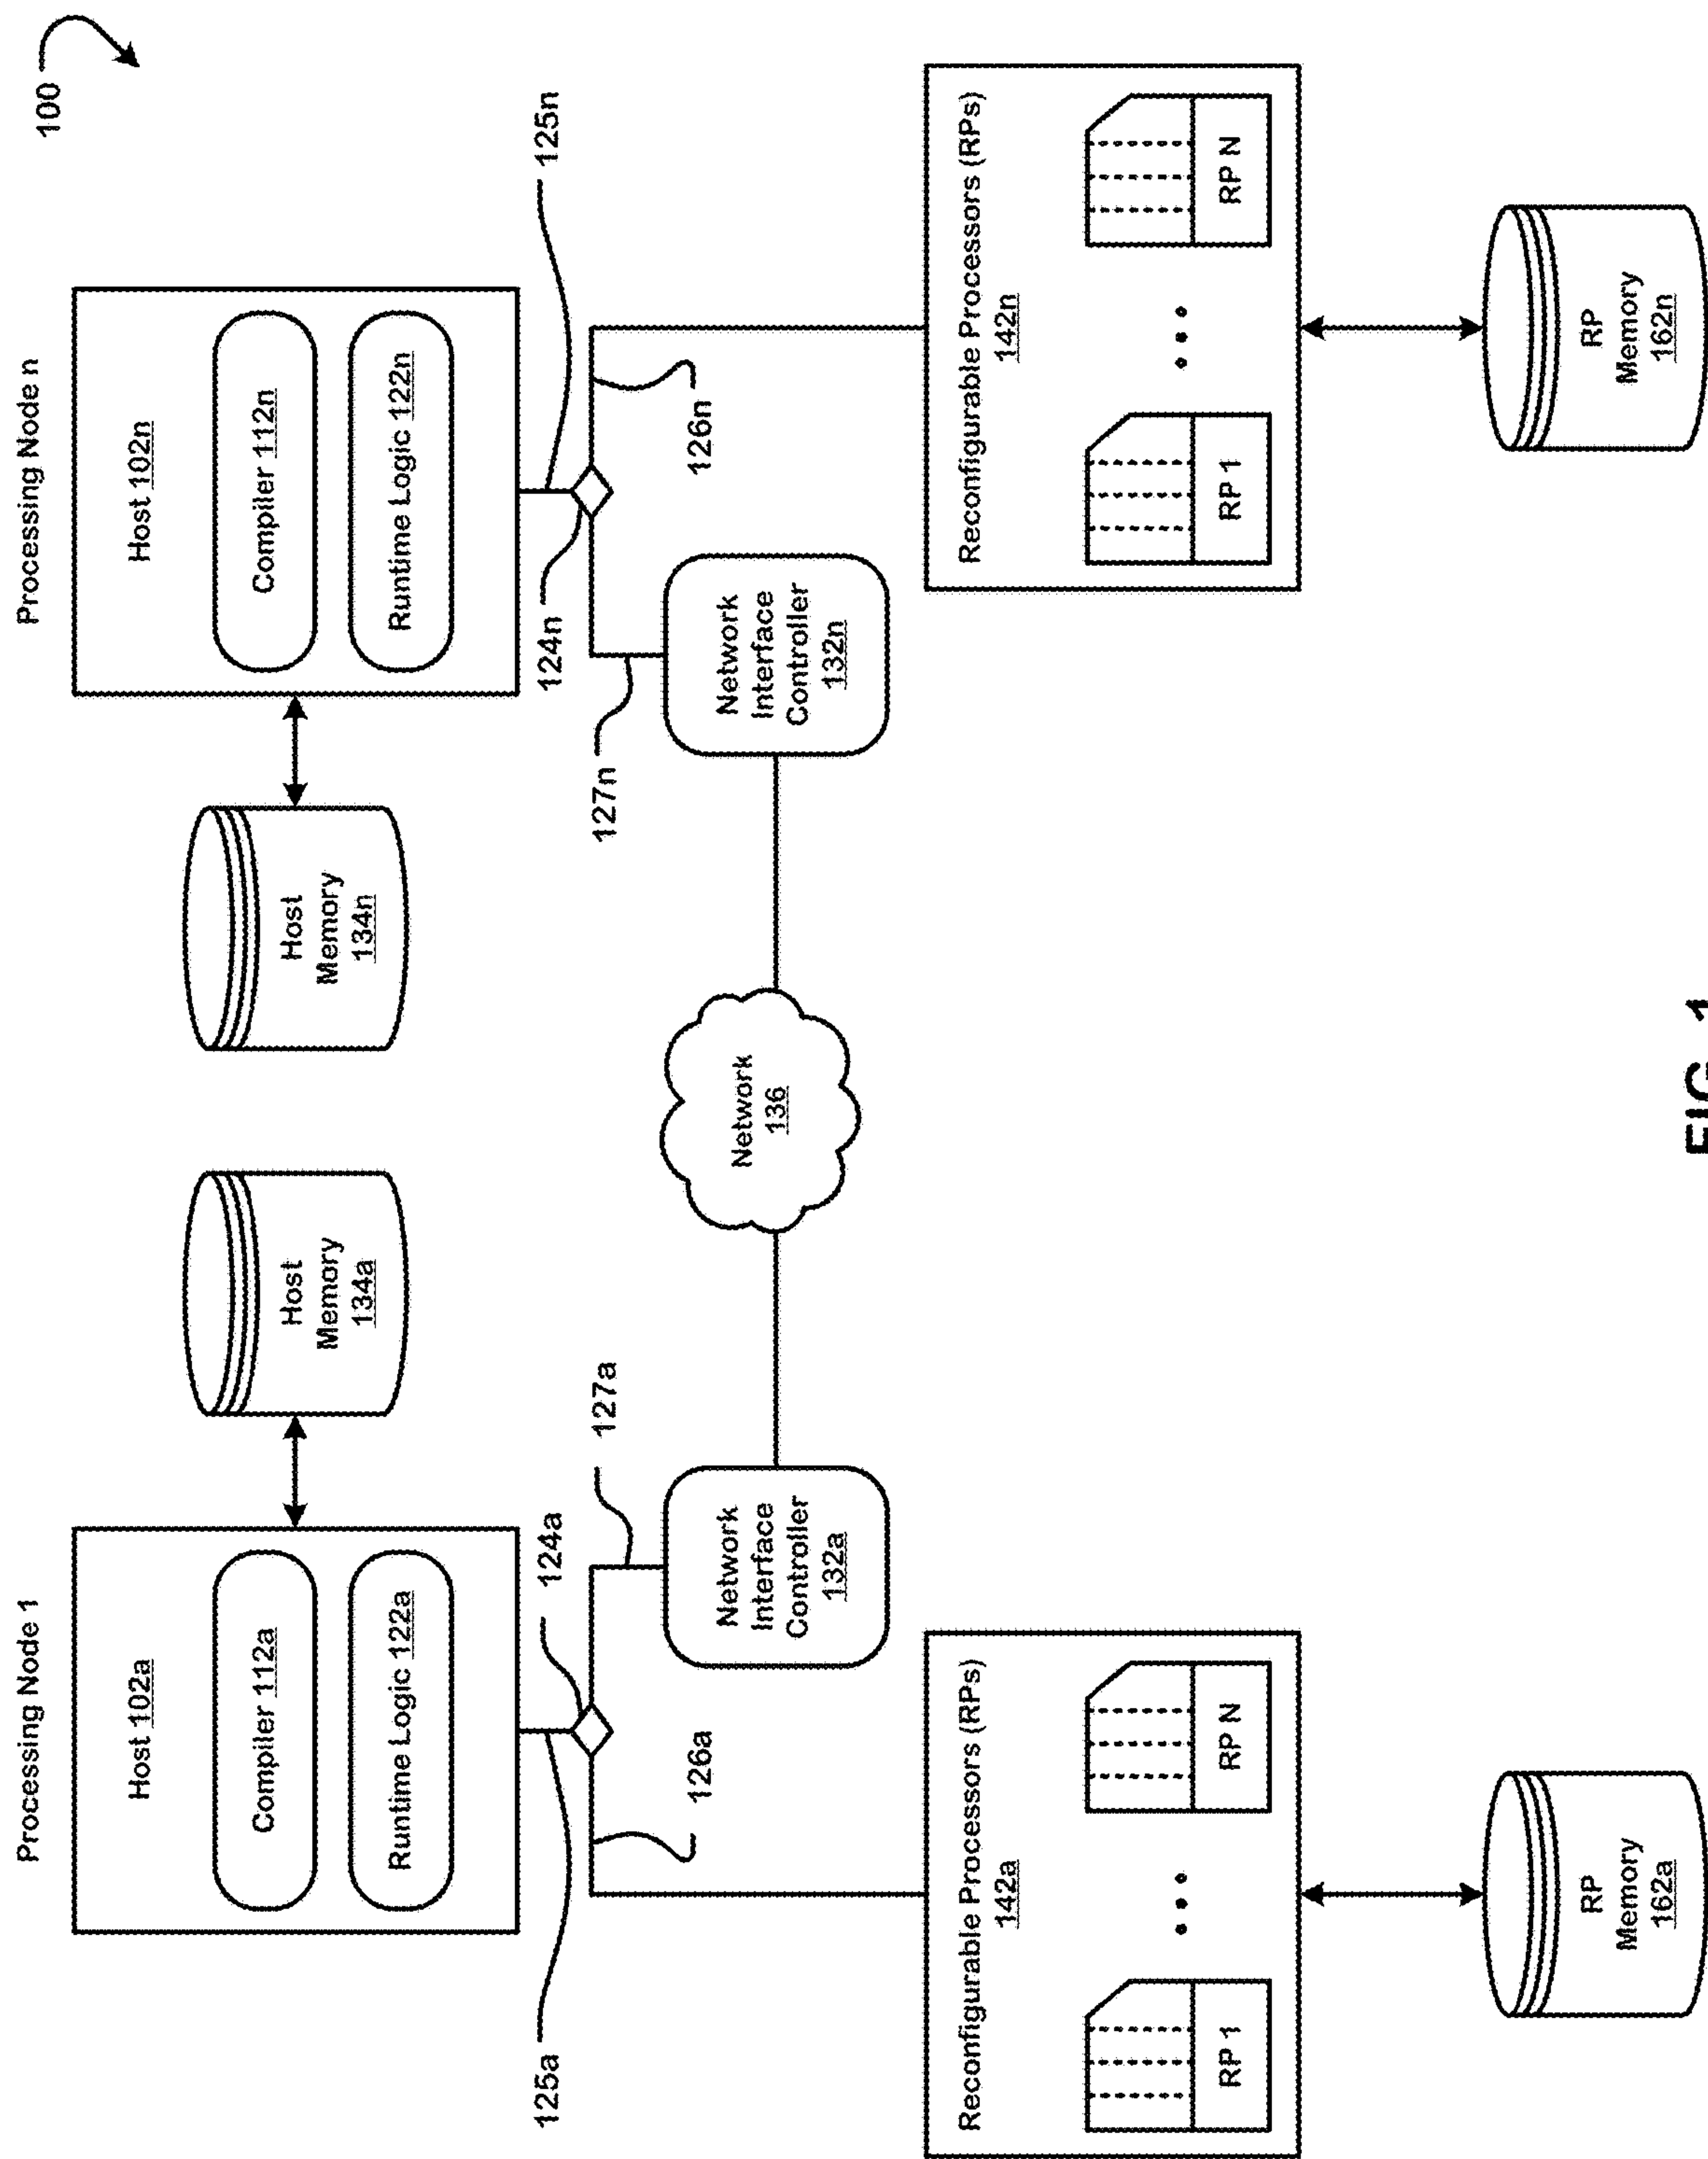 100
Processing Node 1
Processing Node n
Host 102a
Compiler 112a
Runtime Logic 122a
Host
Memory
134a
Host
Memory
134n
Host 102n
Compiler 112n
Runtime Logic 122n
125a
124a
127a
126a
124n
125n
127n
126n
Network
Interface
Controller
132a
Network
136
Network
Interface
Controller
132n
Reconfigurable Processors (RPs)
142a
RP 1
RP N
Reconfigurable Processors (RPs)
142n
RP 1
RP N
RP
Memory
162a
RP
Memory
162n
FIG. 1